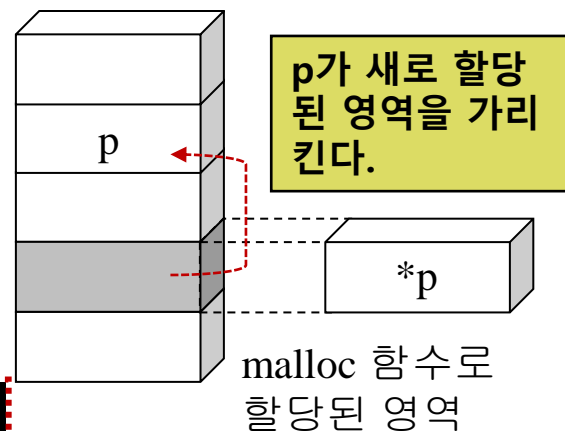 p가 새로 할당
된 영역을 가리
킨다.
p
*p
malloc 함수로
할당된 영역